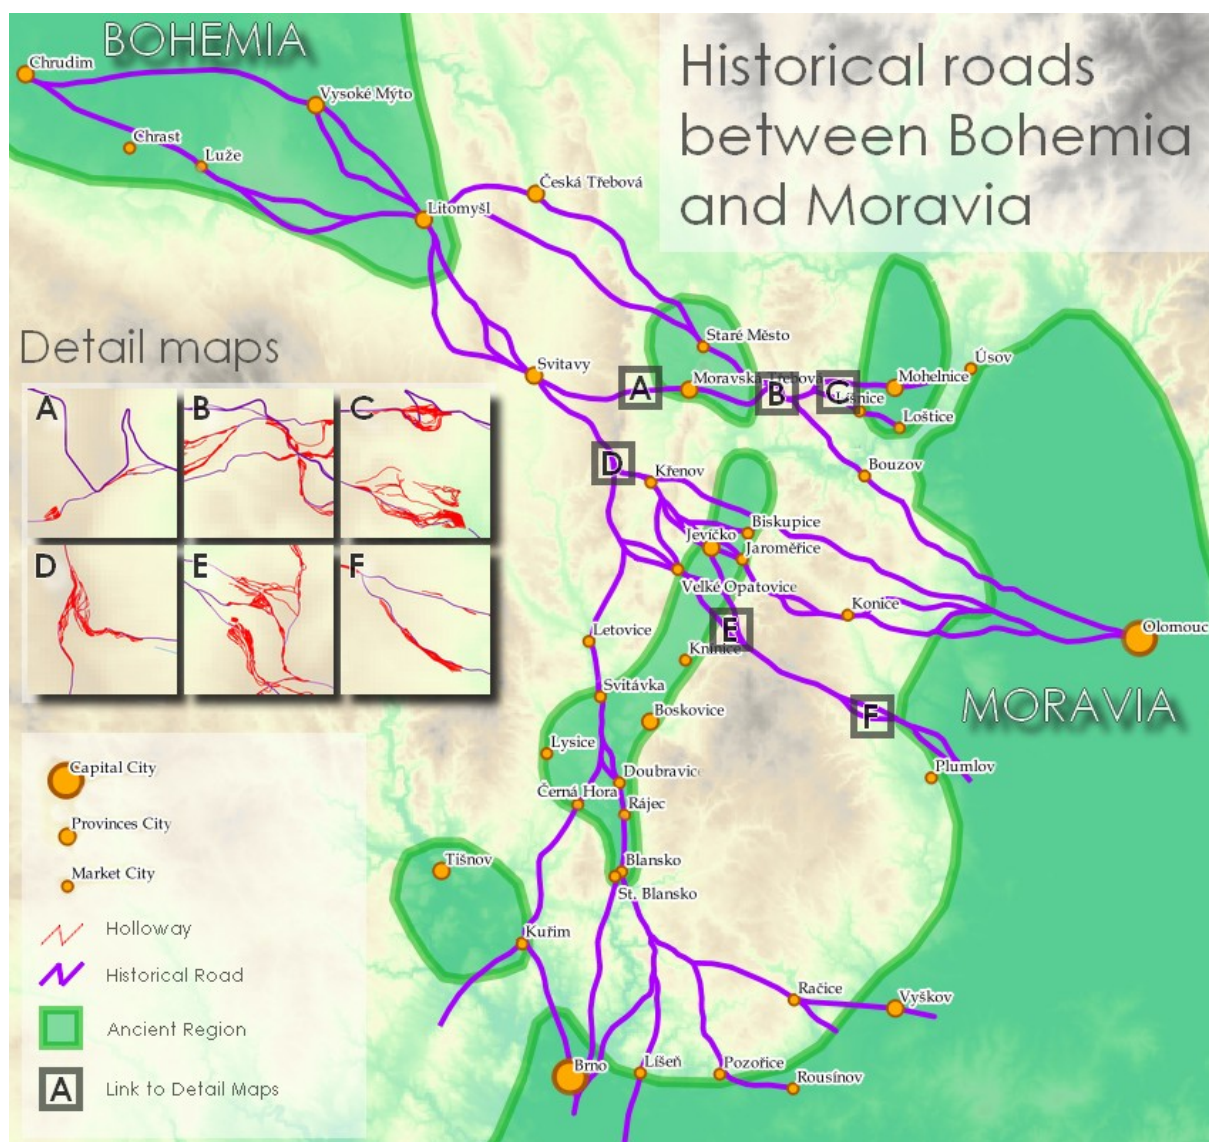 BOHEMIA
Historical roads
between Bohemia
and Moravia
Chrudim
Vysoké Mýto
Chrast
Luže
Litomyšl
Česká Třebová
Detail maps
Staré Město
Svitavy
A
Moravská Třebová
B
C
Mohelnice
Úsov
Líšnice
Loštice
A
B
C
D
Křenov
Bouzov
Biskupice
Jevíčko
Jaroměřice
D
E
F
Velké Opatovice
Konice
Letovice
E
Olomouc
Kninice
Svitávka
MORAVIA
Boskovice
F
Lysice
Plumlov
Capital City
Doubravic
Černá Hora
Rájec
Provinces City
Tišnov
Blansko
Market City
St. Blansko
Holloway
Kuřim
Historical Road
Račice
Vyškov
Ancient Region
Brno
Líšeň
Pozořice
Rousínov
A
Link to Detail Maps